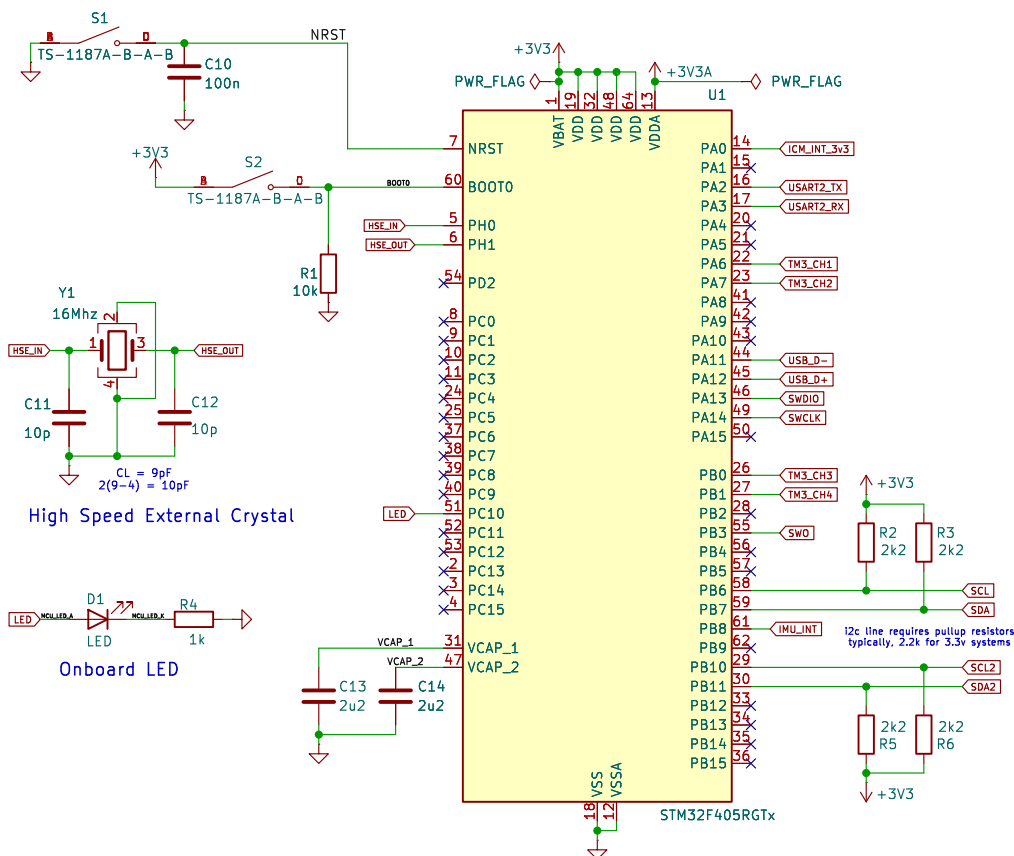 S1
B
D
TS-1187A-B-A-B
NRST
C10
100n
+3V3
S2
B
D
TS-1187A-B-A-B
BOOT0
R1
10k
HSE_IN
HSE_OUT
Y1
16Mhz
2
1
3
4
HSE_IN
HSE_OUT
C11
10p
C12
10p
CL = 9pF
2(9-4) = 10pF
High Speed External Crystal
LED
MCU_LED_A
D1
LED
MCU_LED_K
R4
1k
Onboard LED
LED
VCAP_1
VCAP_2
C13
2u2
C14
2u2
+3V3
PWR_FLAG
+3V3A
PWR_FLAG
U1
1 VBAT
19 VDD
32 VDD
48 VDD
64 VDD
13 VDDA
7 NRST
60 BOOT0
5 PH0
6 PH1
54 PD2
8 PC0
9 PC1
10 PC2
11 PC3
24 PC4
25 PC5
37 PC6
38 PC7
39 PC8
40 PC9
51 PC10
52 PC11
53 PC12
2 PC13
3 PC14
4 PC15
31 VCAP_1
47 VCAP_2
PA0 14 ICM_INT_3v3
PA1 15
PA2 16 USART2_TX
PA3 17 USART2_RX
PA4 20
PA5 21
PA6 22 TM3_CH1
PA7 23 TM3_CH2
PA8 41
PA9 42
PA10 43
PA11 44 USB_D-
PA12 45 USB_D+
PA13 46 SWDIO
PA14 49 SWCLK
PA15 50
PB0 26 TM3_CH3
PB1 27 TM3_CH4
PB2 28
PB3 55 SWO
PB4 56
PB5 57
PB6 58 SCL
PB7 59 SDA
PB8 61 IMU_INT
PB9 62
PB10 29 SCL2
PB11 30 SDA2
PB12 33
PB13 34
PB14 35
PB15 36
VSS 18
VSSA 12
STM32F405RGTx
+3V3
R2
2k2
R3
2k2
i2c line requires pullup resistors
typically, 2.2k for 3.3v systems
2k2
R5
2k2
R6
+3V3